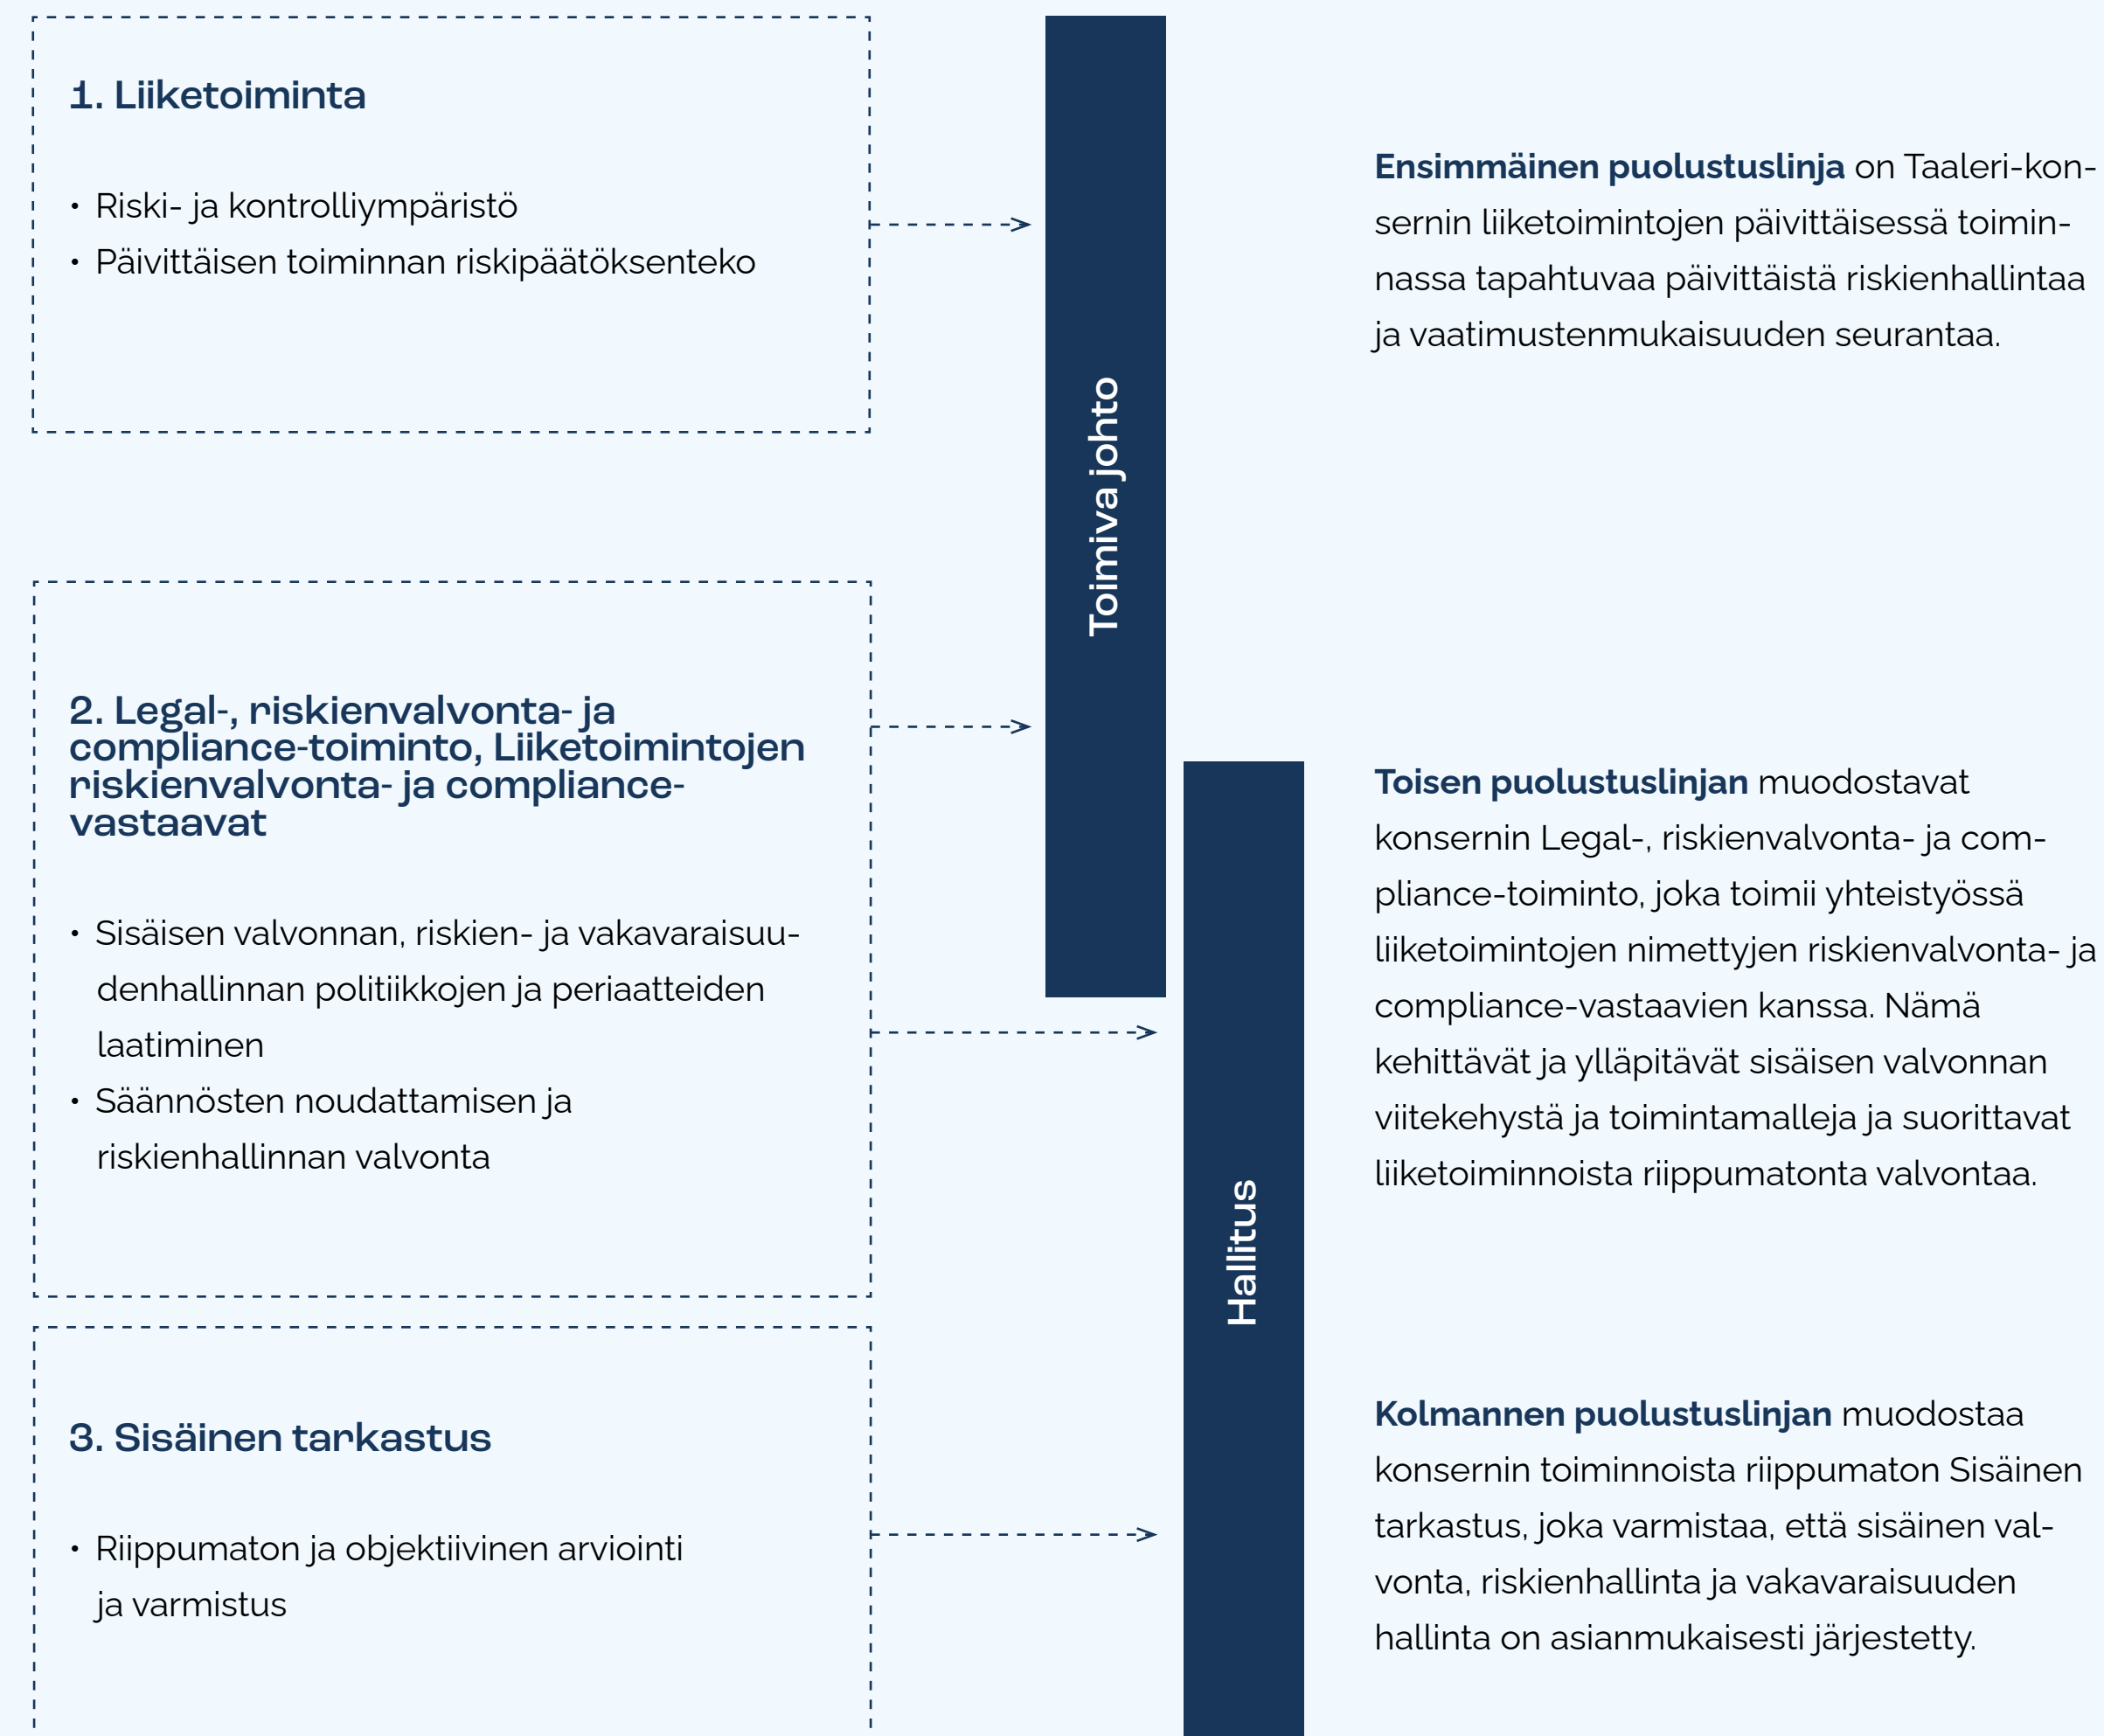 1. Liiketoiminta
• Riski- ja kontrolliympäristö
• Päivittäisen toiminnan riskipäätöksenteko
Toimiva johto
Ensimmäinen puolustuslinja on Taaleri-kon-
sernin liiketoimintojen päivittäisessä toimin-
nassa tapahtuvaa päivittäistä riskienhallintaa
ja vaatimustenmukaisuuden seurantaa.
2. Legal-, riskienvalvonta- ja
compliance-toiminto, Liiketoimintojen
riskienvalvonta- ja compliance-
vastaavat
• Sisäisen valvonnan, riskien- ja vakavaraisuu-
denhallinnan politiikkojen ja periaatteiden
laatiminen
• Säännösten noudattamisen ja
riskienhallinnan valvonta
Hallitus
Toisen puolustuslinjan muodostavat
konsernin Legal-, riskienvalvonta- ja com-
pliance-toiminto, joka toimii yhteistyössä
liiketoimintojen nimettyjen riskienvalvonta- ja
compliance-vastaavien kanssa. Nämä
kehittävät ja ylläpitävät sisäisen valvonnan
viitekehystä ja toimintamalleja ja suorittavat
liiketoiminnoista riippumatonta valvontaa.
3. Sisäinen tarkastus
• Riippumaton ja objektiivinen arviointi
ja varmistus
Kolmannen puolustuslinjan muodostaa
konsernin toiminnoista riippumaton Sisäinen
tarkastus, joka varmistaa, että sisäinen val-
vonta, riskienhallinta ja vakavaraisuuden
hallinta on asianmukaisesti järjestetty.